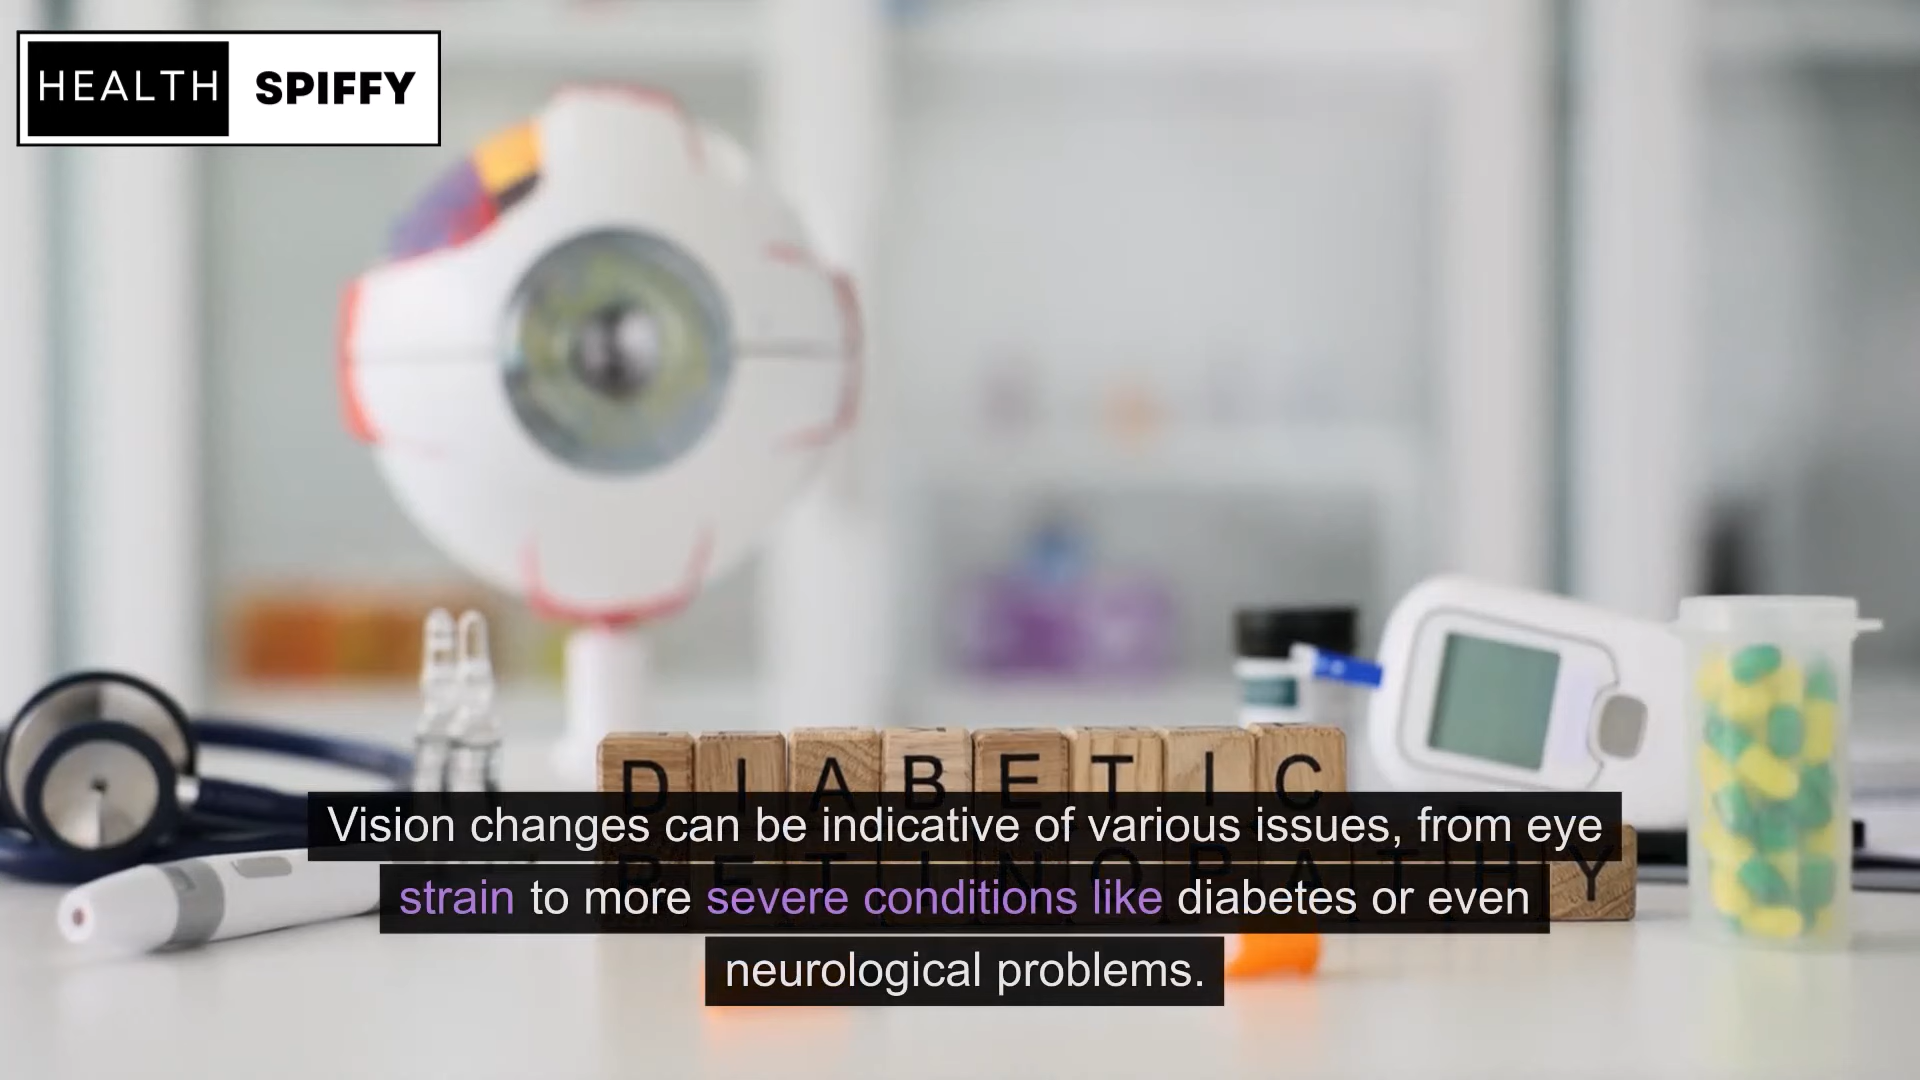 HEALTH SPIFFY
DIABETIC
RETINOPATHY
Vision changes can be indicative of various issues, from eye
strain to more severe conditions like diabetes or even
neurological problems.